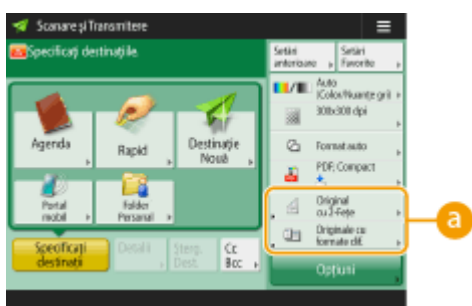 Scanare și Transmitere
Specificați destinațiile.
Setări anterioare
Setări Favorite
Auto
(Color/Nuanțe gri)
300x300 dpi
Agenda
Rapid
Destinație
Nouă
Format auto
PDF; Compact
Portal
mobil
Folder
Personal
Original
cu 2-Fețe
Originale cu
formate dif.
a
Specificați
destinații
Detalii
Șterg.
Dest.
Cc
Bcc
Opțiuni